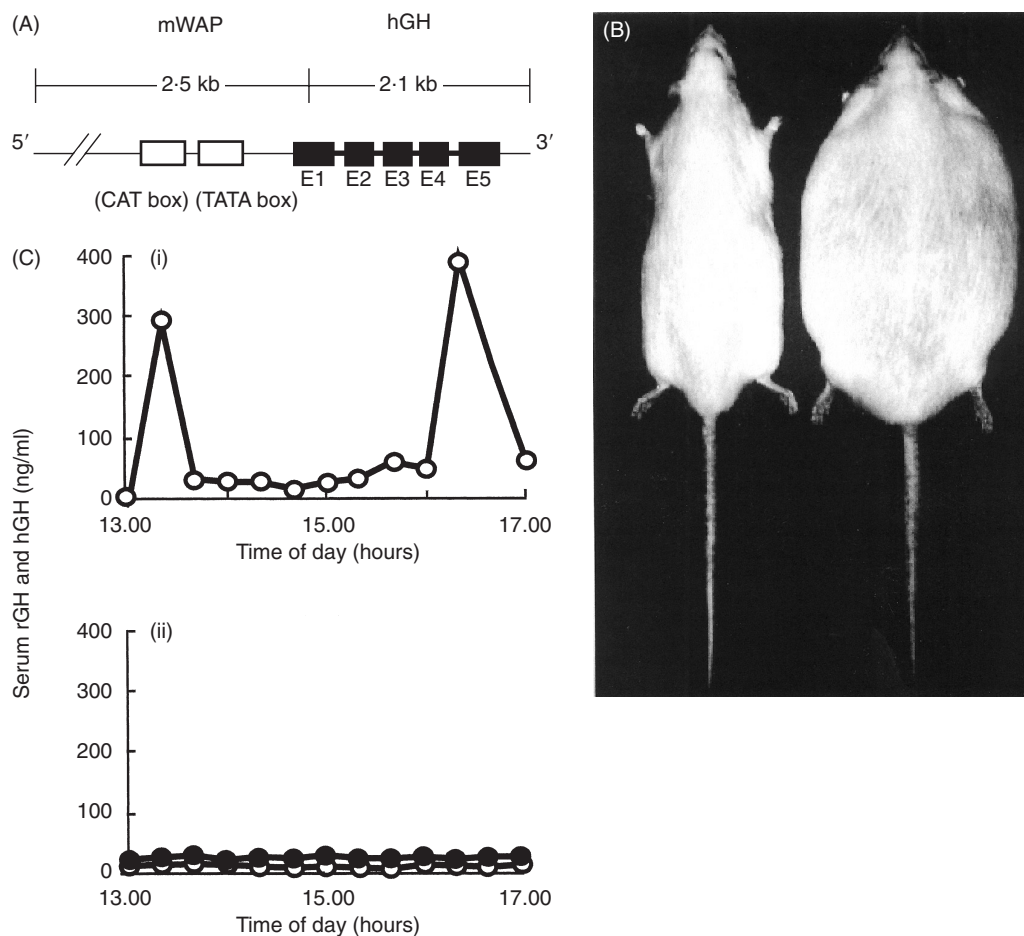 (A)
mWAP
hGH
2·5 kb
2·1 kb
5′
3′
E1 E2 E3 E4 E5
(CAT box) (TATA box)
(B)
(C)
(i)
400
300
200
100
0
13.00 15.00 17.00
Time of day (hours)
Serum rGH and hGH (ng/ml)
(ii)
400
300
200
100
0
13.00 15.00 17.00
Time of day (hours)